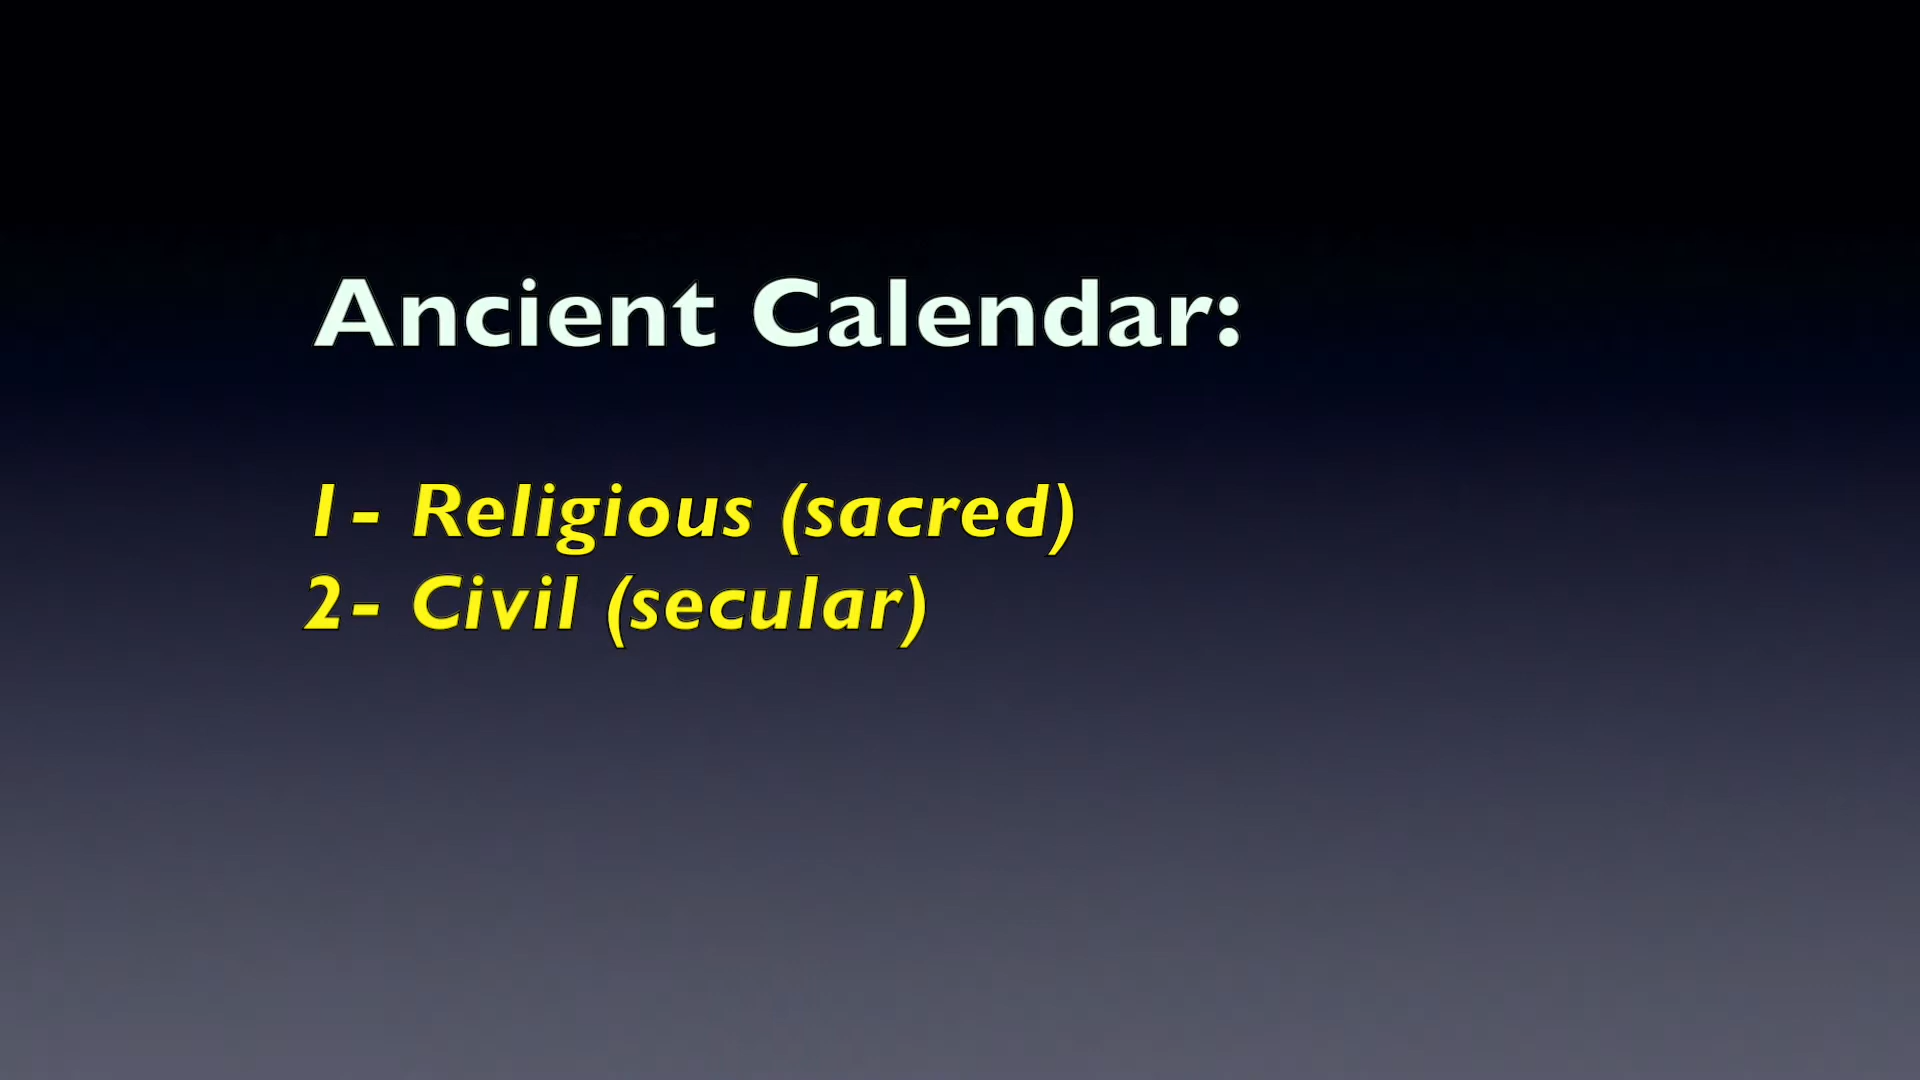 Ancient Calendar:
1- Religious (sacred)
2- Civil (secular)